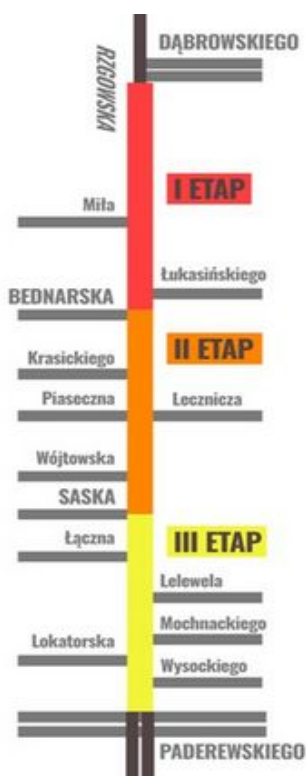 DĄBROWSKIEGO
RZGOWSKA
I ETAP
Miła
Łukasińskiego
BEDNARSKA
II ETAP
Krasickiego
Piaseczna
Lecznicza
Wójtowska
SASKA
III ETAP
Łączna
Lelewela
Mochnackiego
Lokatorska
Wysockiego
PADEREWSKIEGO